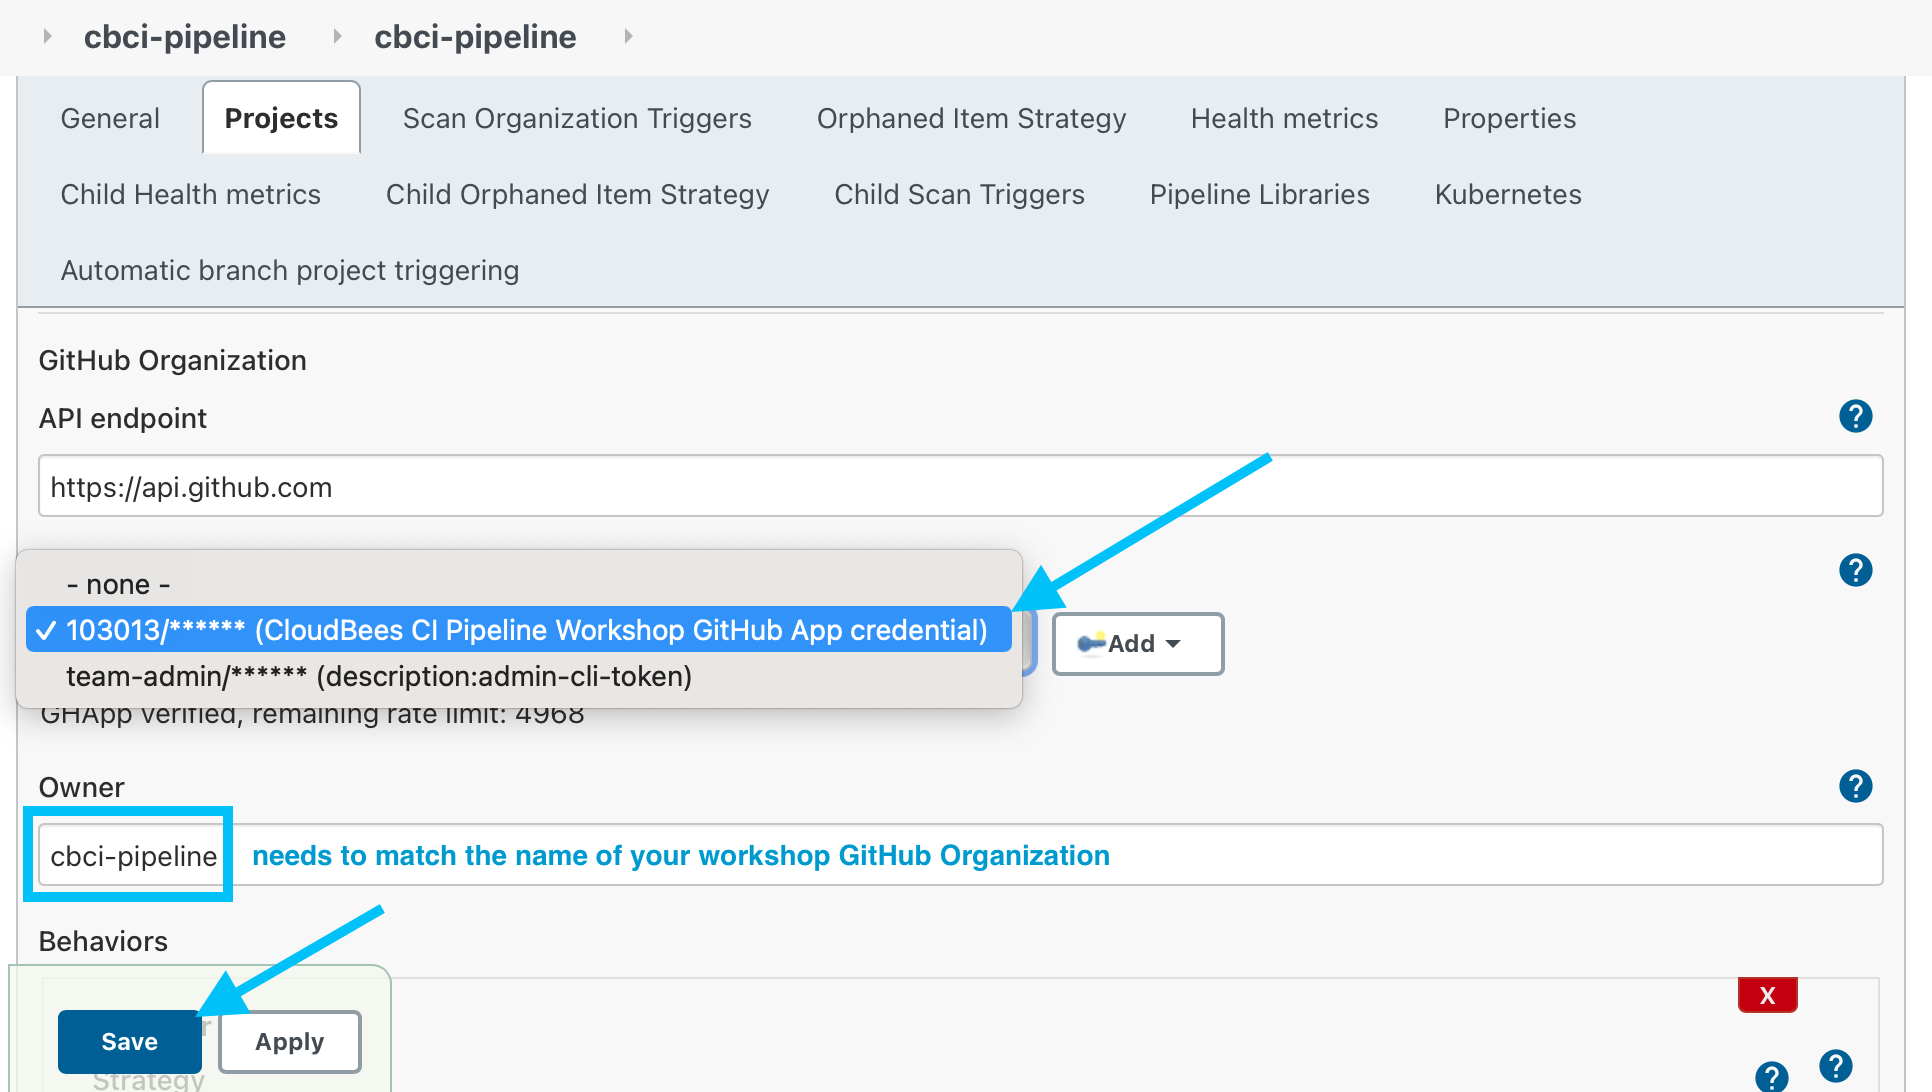 cbci-pipeline cbci-pipeline
General Projects Scan Organization Triggers Orphaned Item Strategy Health metrics Properties
Child Health metrics Child Orphaned Item Strategy Child Scan Triggers Pipeline Libraries Kubernetes
Automatic branch project triggering
GitHub Organization
API endpoint ?
https://api.github.com
- none - ?
✓ 103013/****** (CloudBees CI Pipeline Workshop GitHub App credential)
Add
team-admin/****** (description:admin-cli-token)
GHApp verified, remaining rate limit: 4968
Owner ?
cbci-pipeline needs to match the name of your workshop GitHub Organization
Behaviors
X
Save Apply
? ?
Strategy